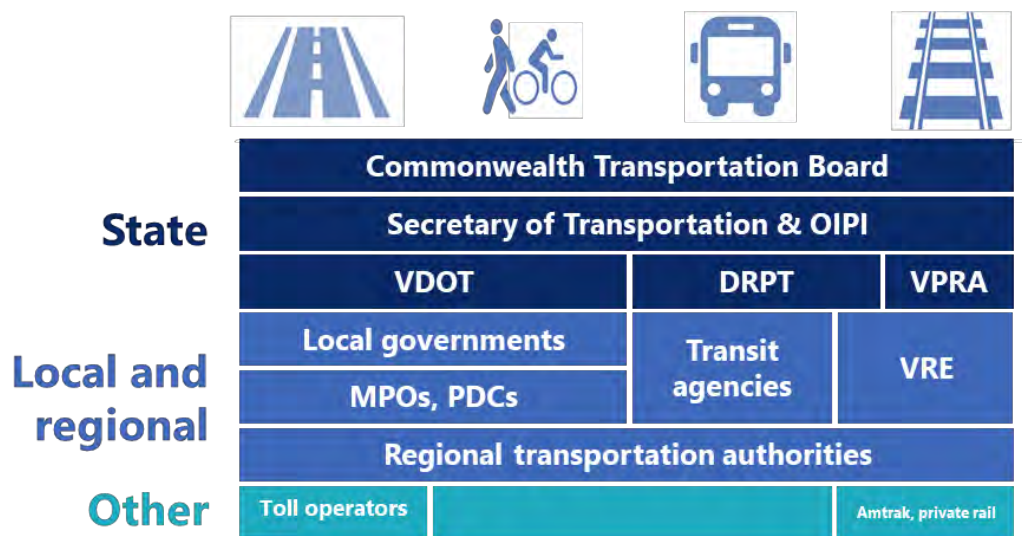 Commonwealth Transportation Board
State
Secretary of Transportation & OIPI
VDOT
DRPT
VPRA
Local and
regional
Local governments
MPOs, PDCs
Transit
agencies
VRE
Regional transportation authorities
Other
Toll operators
Amtrak, private rail